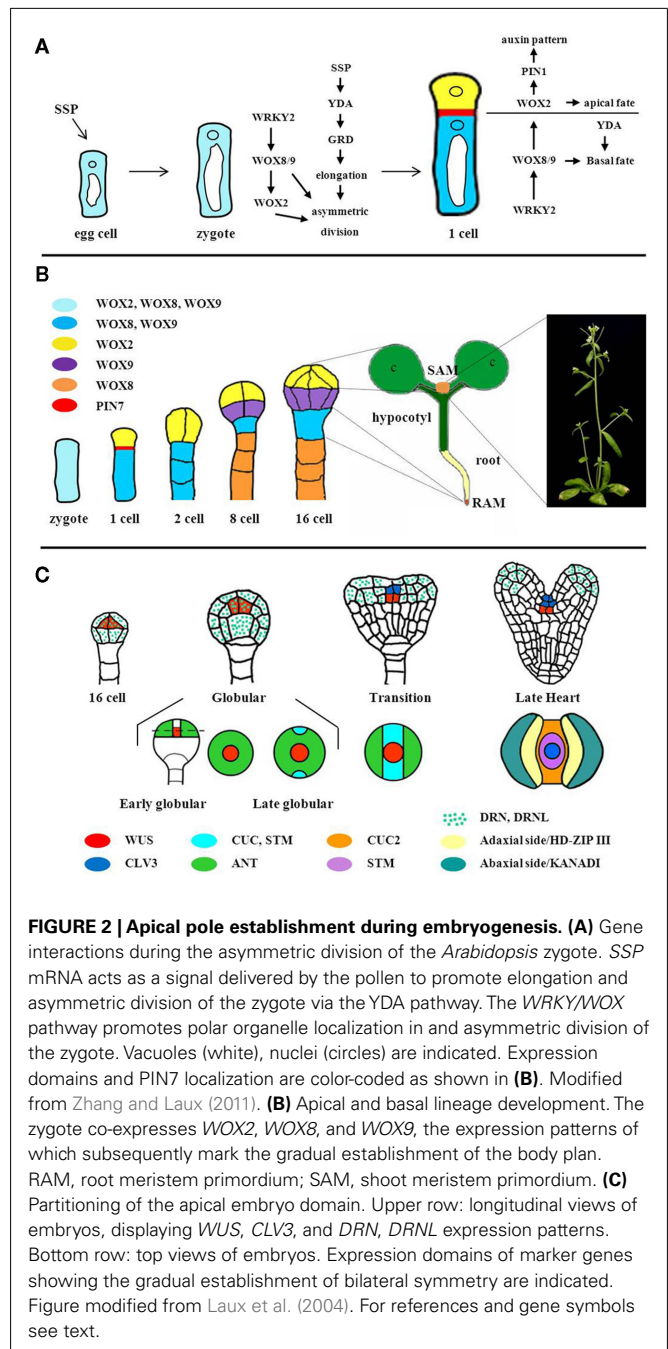 A
SSP
egg cell
zygote
WRKY2
WOX8/9
WOX2
SSP
YDA
GRD
elongation
asymmetric
division
1 cell
auxin pattern
PIN1
WOX2
apical fate
YDA
WOX8/9
Basal fate
WRKY2
B
WOX2, WOX8, WOX9
WOX8, WOX9
WOX2
WOX9
WOX8
PIN7
zygote
1 cell
2 cell
8 cell
16 cell
c
SAM
c
hypocotyl
root
RAM
C
16 cell
Globular
Transition
Late Heart
Early globular
Late globular
DRN, DRNL
WUS
CUC, STM
CUC2
Adaxial side/HD-ZIP III
CLV3
ANT
STM
Abaxial side/KANADI
FIGURE 2 | Apical pole establishment during embryogenesis. (A) Gene
interactions during the asymmetric division of the Arabidopsis zygote. SSP
mRNA acts as a signal delivered by the pollen to promote elongation and
asymmetric division of the zygote via the YDA pathway. The WRKY/WOX
pathway promotes polar organelle localization in and asymmetric division of
the zygote. Vacuoles (white), nuclei (circles) are indicated. Expression
domains and PIN7 localization are color-coded as shown in (B). Modified
from Zhang and Laux (2011). (B) Apical and basal lineage development. The
zygote co-expresses WOX2, WOX8, and WOX9, the expression patterns of
which subsequently mark the gradual establishment of the body plan.
RAM, root meristem primordium; SAM, shoot meristem primordium. (C)
Partitioning of the apical embryo domain. Upper row: longitudinal views of
embryos, displaying WUS, CLV3, and DRN, DRNL expression patterns.
Bottom row: top views of embryos. Expression domains of marker genes
showing the gradual establishment of bilateral symmetry are indicated.
Figure modified from Laux et al. (2004). For references and gene symbols
see text.